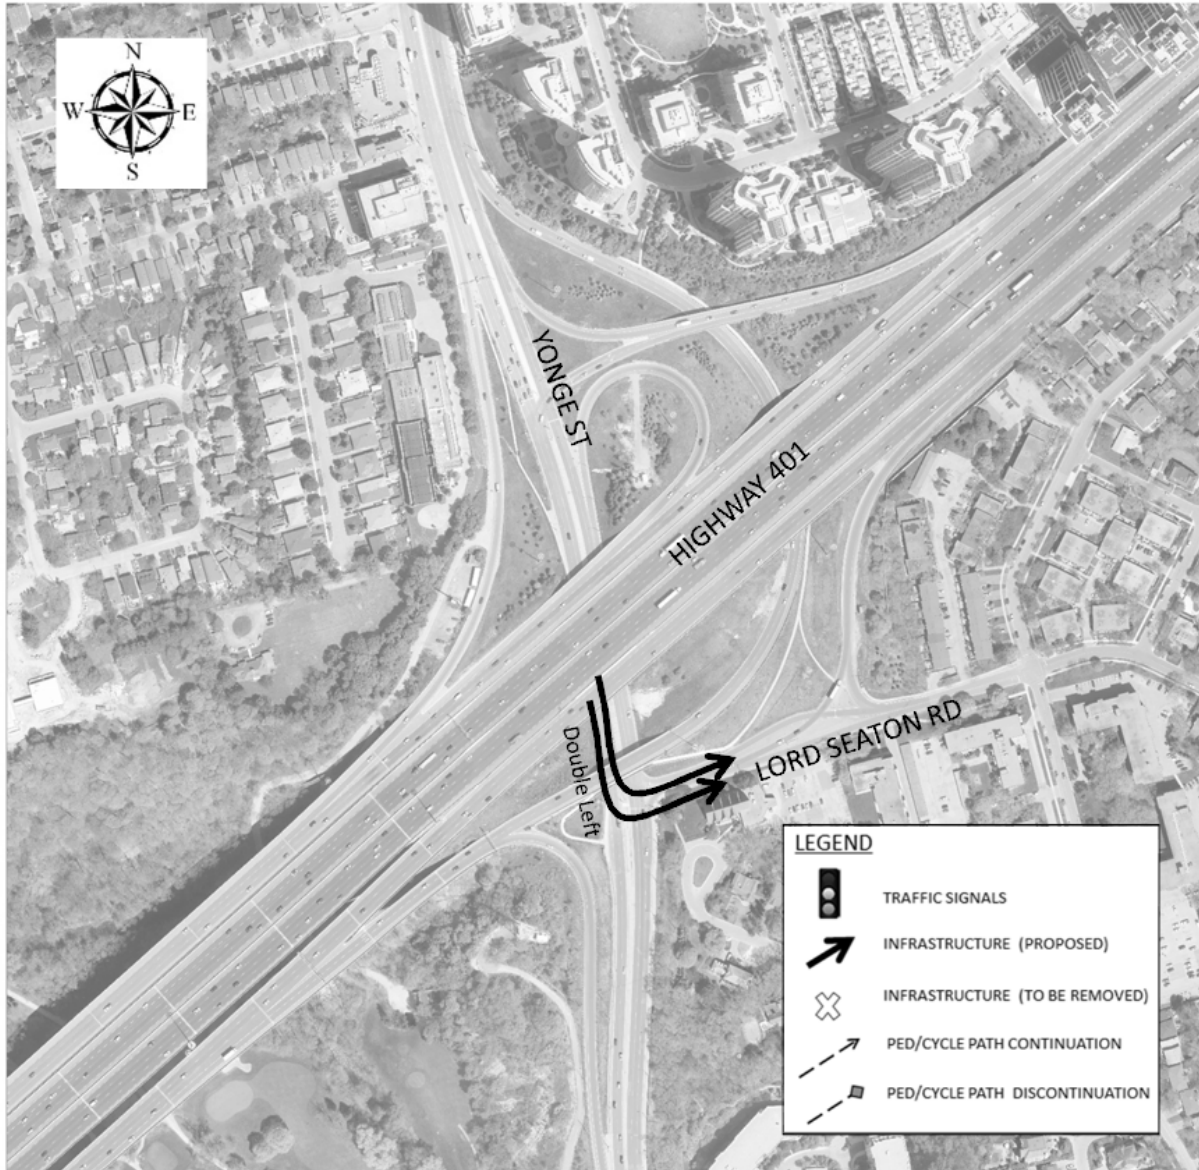 N
W E
S
YONGE ST
HIGHWAY 401
LORD SEATON RD
Double Left
LEGEND
TRAFFIC SIGNALS
INFRASTRUCTURE (PROPOSED)
INFRASTRUCTURE (TO BE REMOVED)
PED/CYCLE PATH CONTINUATION
PED/CYCLE PATH DISCONTINUATION